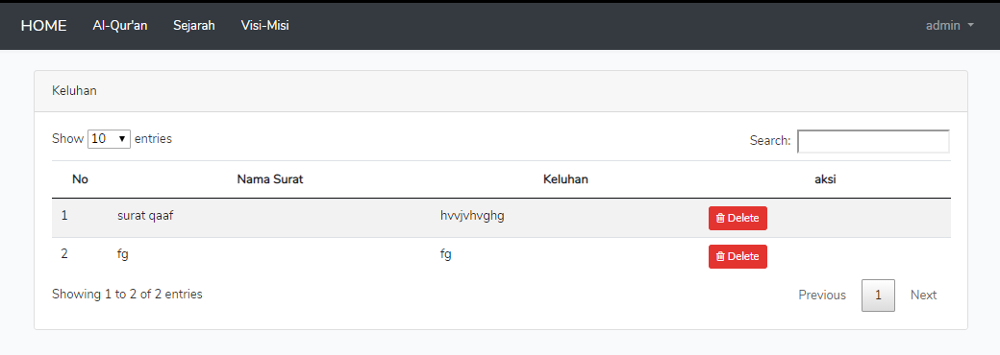 HOME Al-Qur'an Sejarah Visi-Misi admin
Keluhan
Show 10 entries Search:
No Nama Surat Keluhan aksi
1 surat qaaf hvvjvhvghg Delete
2 fg fg Delete
Showing 1 to 2 of 2 entries Previous 1 Next